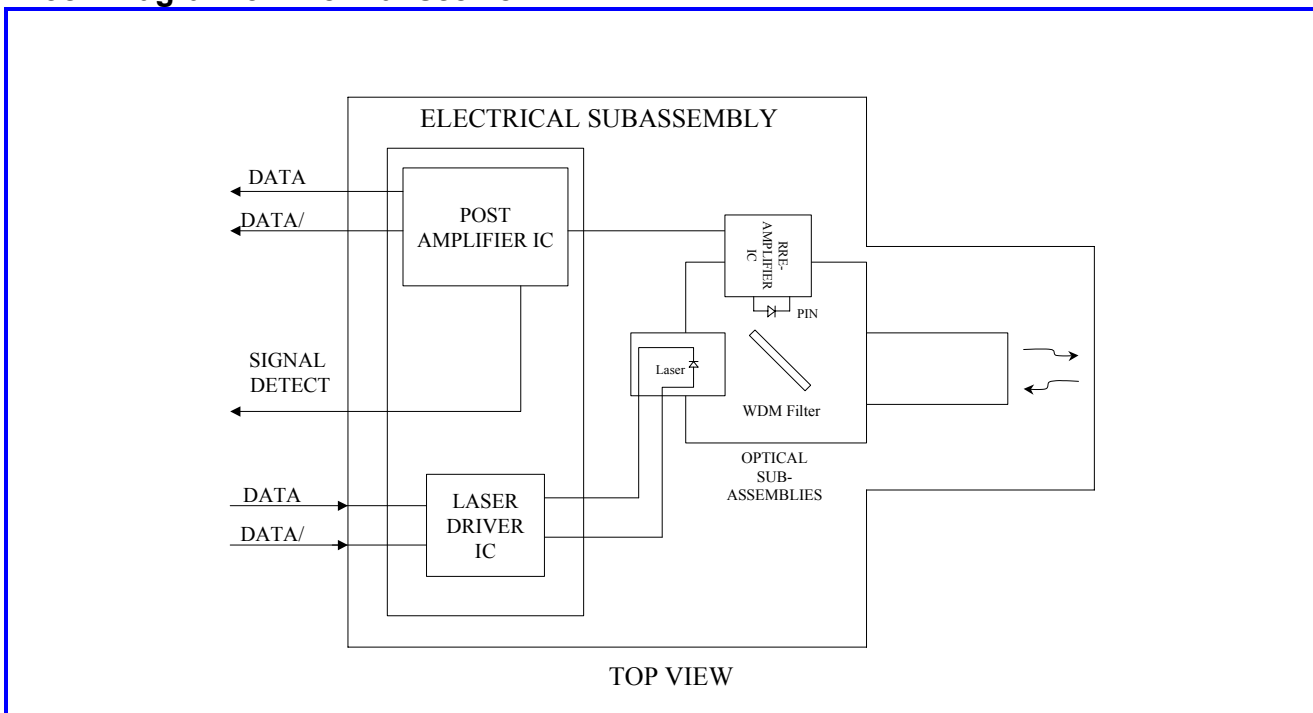 ELECTRICAL SUBASSEMBLY
DATA
DATA/
POST
AMPLIFIER IC
RRE-
AMPLIFIER
IC
PIN
SIGNAL
DETECT
Laser
WDM Filter
OPTICAL
SUB-
ASSEMBLIES
DATA
DATA/
LASER
DRIVER
IC
TOP VIEW